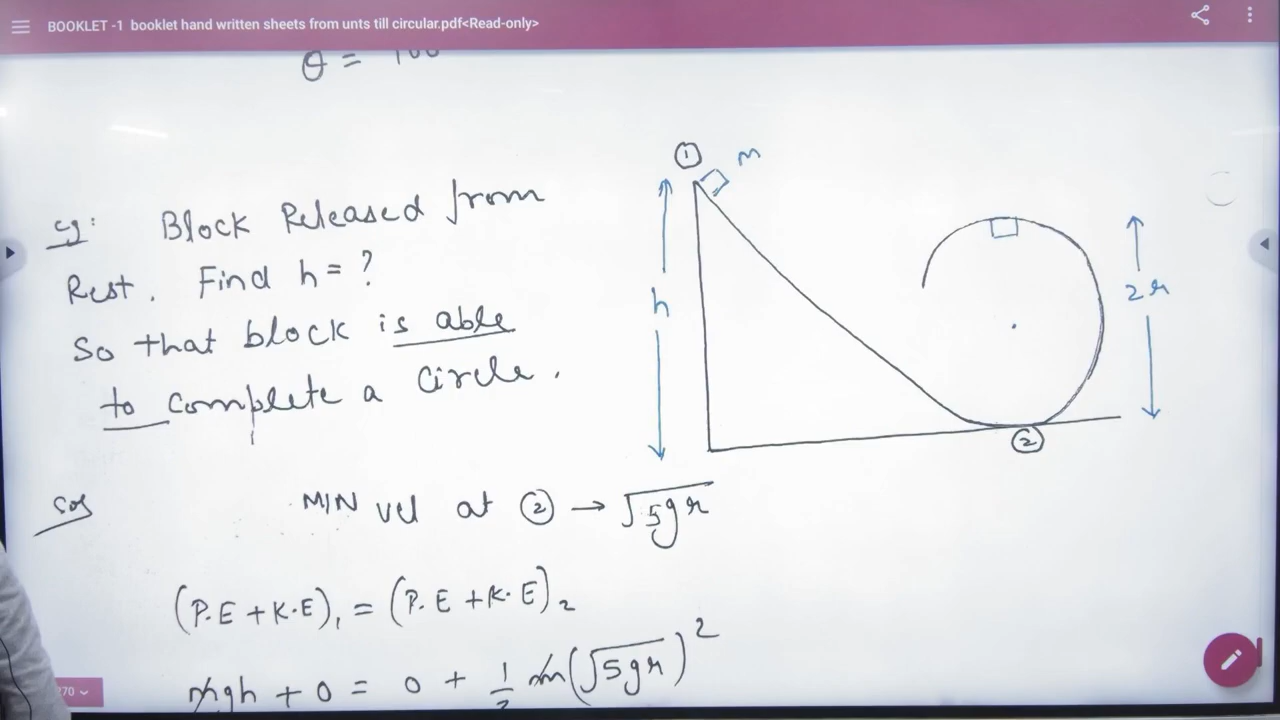 BOOKLET -1 booklet hand written sheets from unts till circular.pdf<Read-only>
θ = 100
eg: Block Released from
Rest. Find h = ?
So that block is able
to complete a circle.
① m
h
2r
②
Sol MIN vel at ② → √5gr
(P.E + K.E)₁ = (P.E + K.E)₂
mgh + 0 = 0 + 1/2 m(√5gr)²
70